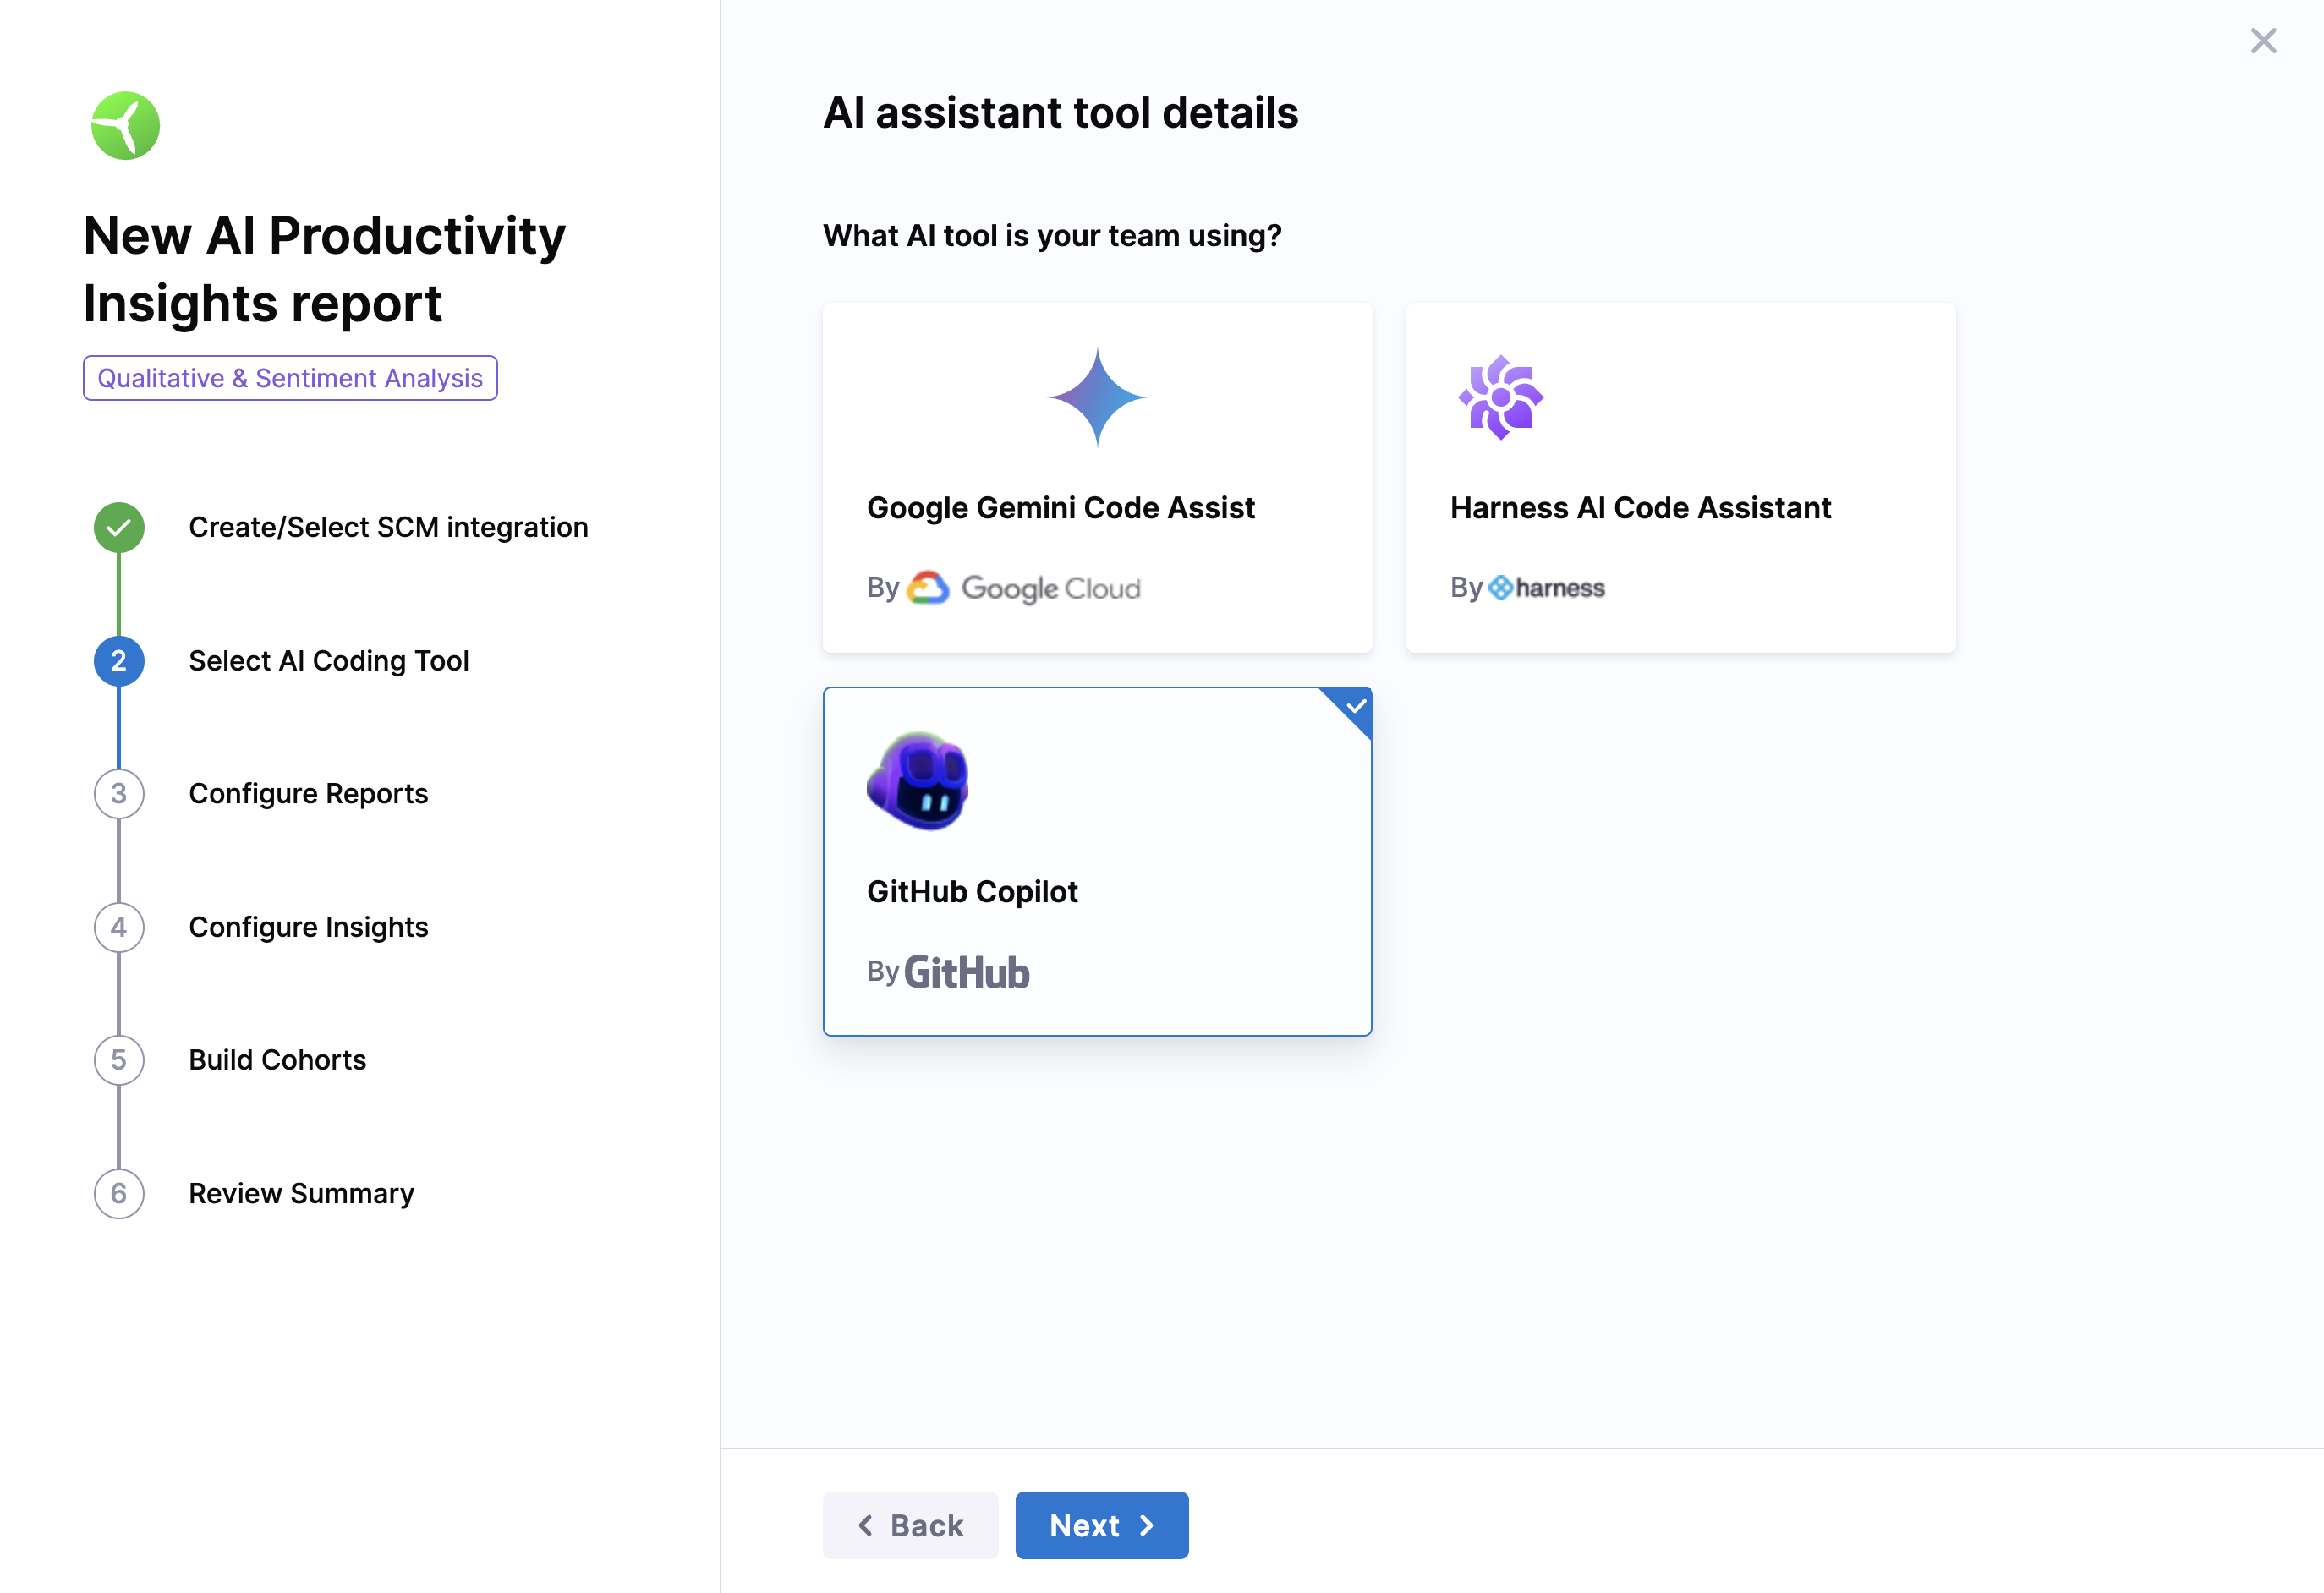 New AI Productivity
Insights report
Qualitative & Sentiment Analysis
Create/Select SCM integration
2
Select AI Coding Tool
3
Configure Reports
4
Configure Insights
5
Build Cohorts
6
Review Summary
AI assistant tool details
What AI tool is your team using?
Google Gemini Code Assist
By Google Cloud
Harness AI Code Assistant
By harness
GitHub Copilot
By GitHub
Back
Next